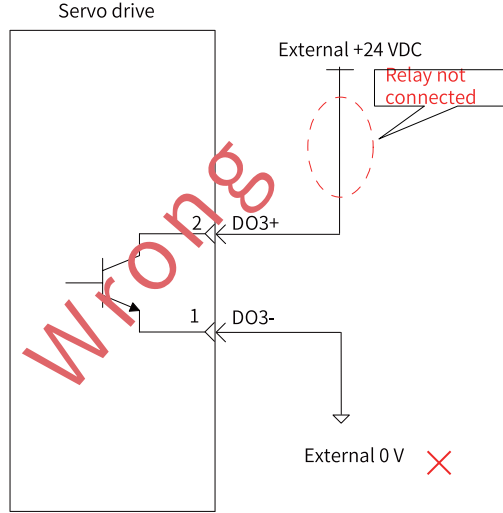 Servo drive
External +24 VDC
Relay not
connected
Wrong
2 DO3+
1 DO3-
External 0 V